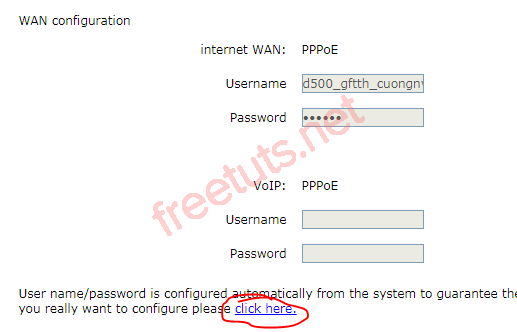 WAN configuration
internet WAN: PPPoE
Username d500_gftth_cuongn
Password ••••••
freetuts.net
VoIP: PPPoE
Username
Password
User name/password is configured automatically from the system to guarantee the
you really want to configure please click here.